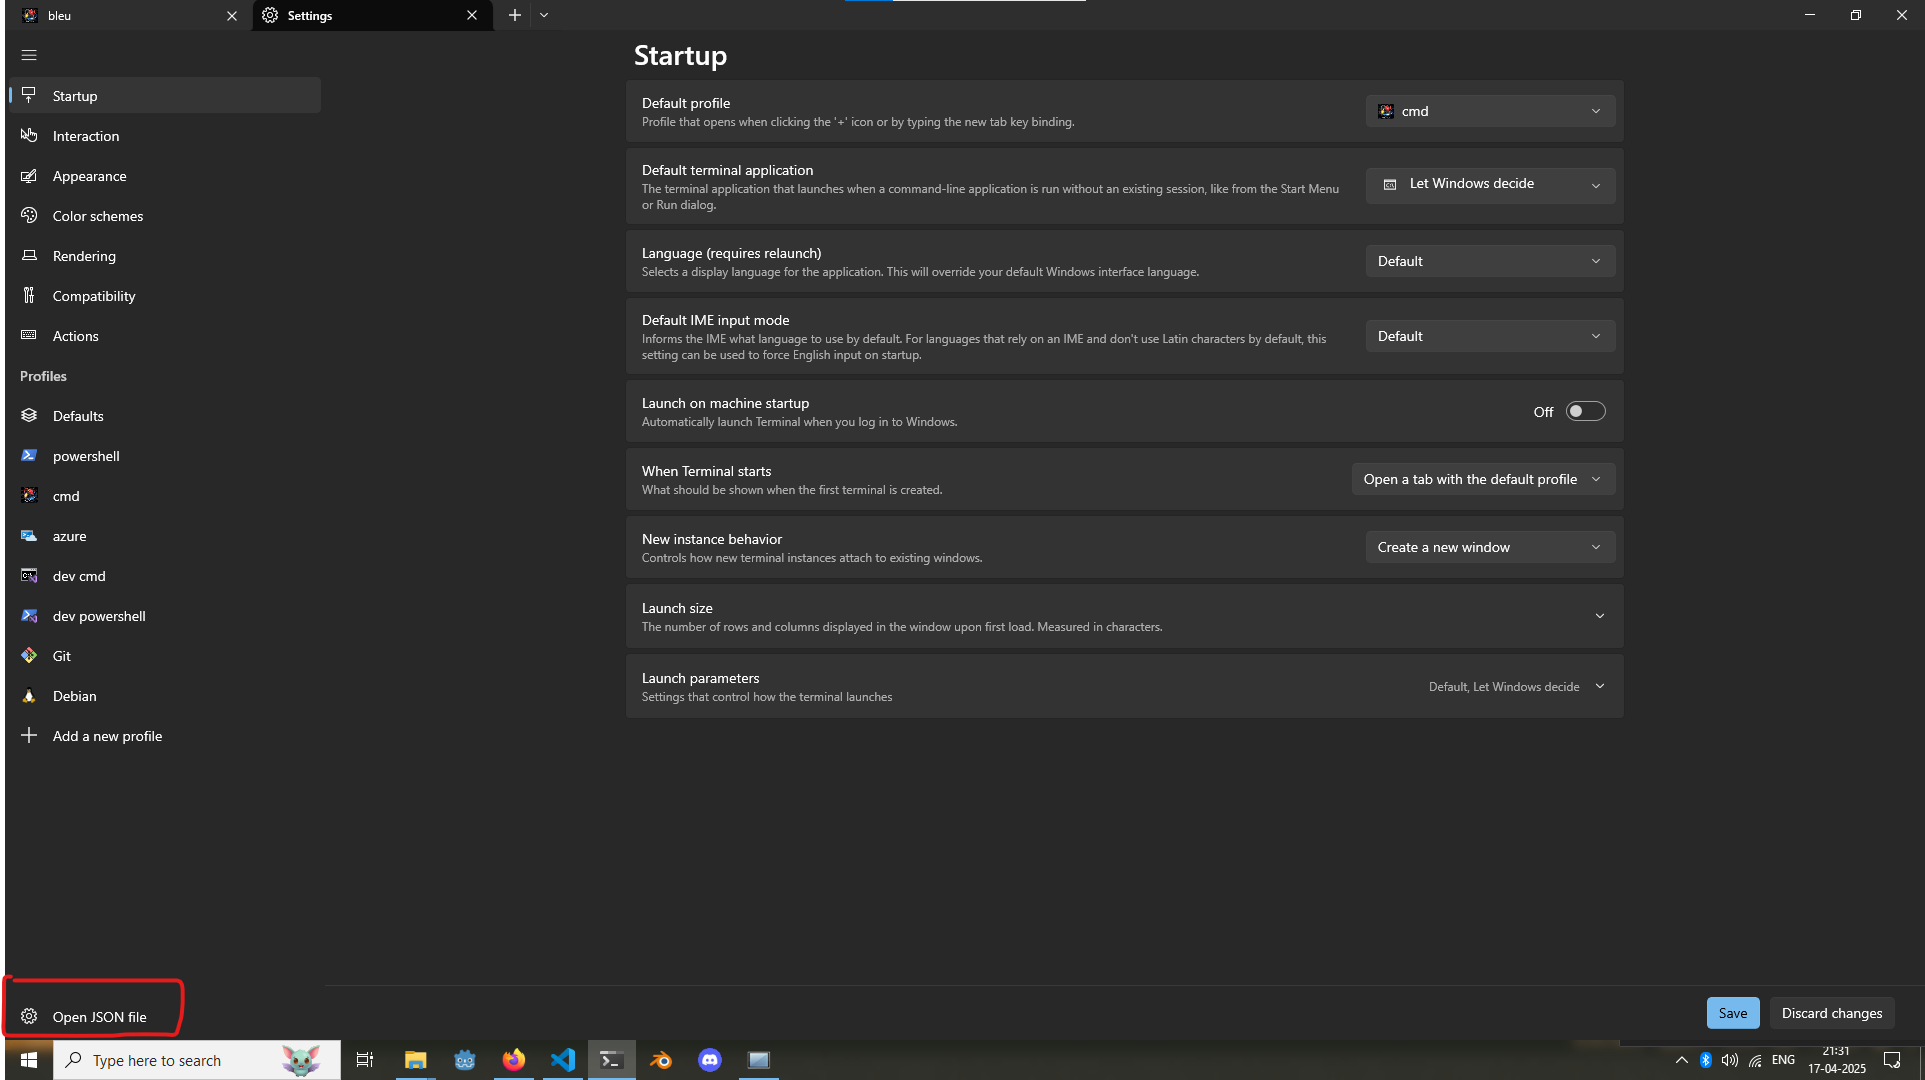 bleu
Settings
Startup
Interaction
Appearance
Color schemes
Rendering
Compatibility
Actions
Profiles
Defaults
powershell
cmd
azure
dev cmd
dev powershell
Git
Debian
Add a new profile
Open JSON file
Startup
Default profile
Profile that opens when clicking the '+' icon or by typing the new tab key binding.
cmd
Default terminal application
The terminal application that launches when a command-line application is run without an existing session, like from the Start Menu
or Run dialog.
Let Windows decide
Language (requires relaunch)
Selects a display language for the application. This will override your default Windows interface language.
Default
Default IME input mode
Informs the IME what language to use by default. For languages that rely on an IME and don't use Latin characters by default, this
setting can be used to force English input on startup.
Default
Launch on machine startup
Automatically launch Terminal when you log in to Windows.
Off
When Terminal starts
What should be shown when the first terminal is created.
Open a tab with the default profile
New instance behavior
Controls how new terminal instances attach to existing windows.
Create a new window
Launch size
The number of rows and columns displayed in the window upon first load. Measured in characters.
Launch parameters
Settings that control how the terminal launches
Default, Let Windows decide
Save
Discard changes
Type here to search
ENG
21:31
17-04-2025